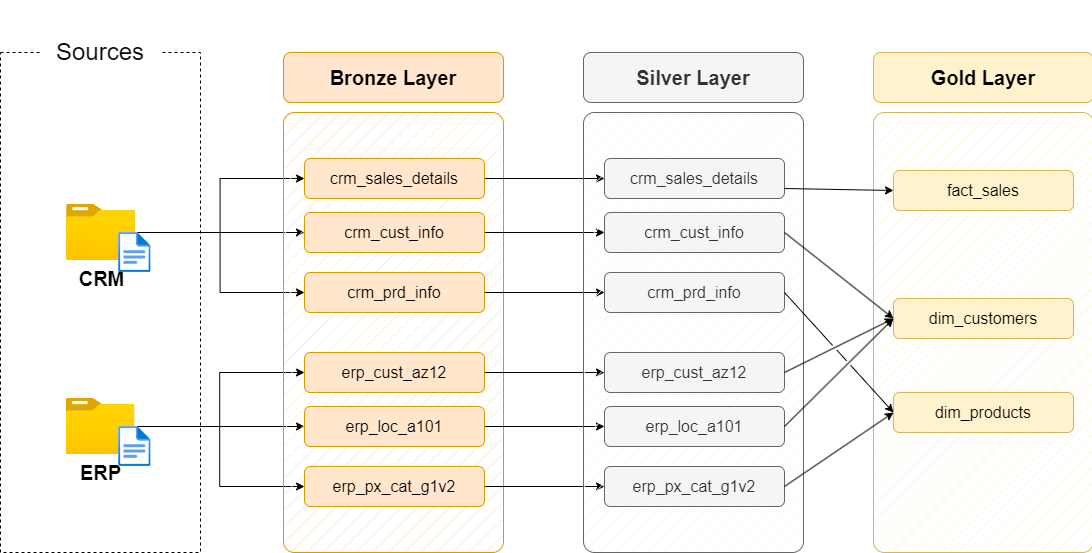 Sources
Bronze Layer
Silver Layer
Gold Layer
crm_sales_details
crm_sales_details
fact_sales
crm_cust_info
crm_cust_info
CRM
crm_prd_info
crm_prd_info
dim_customers
erp_cust_az12
erp_cust_az12
dim_products
erp_loc_a101
erp_loc_a101
ERP
erp_px_cat_g1v2
erp_px_cat_g1v2